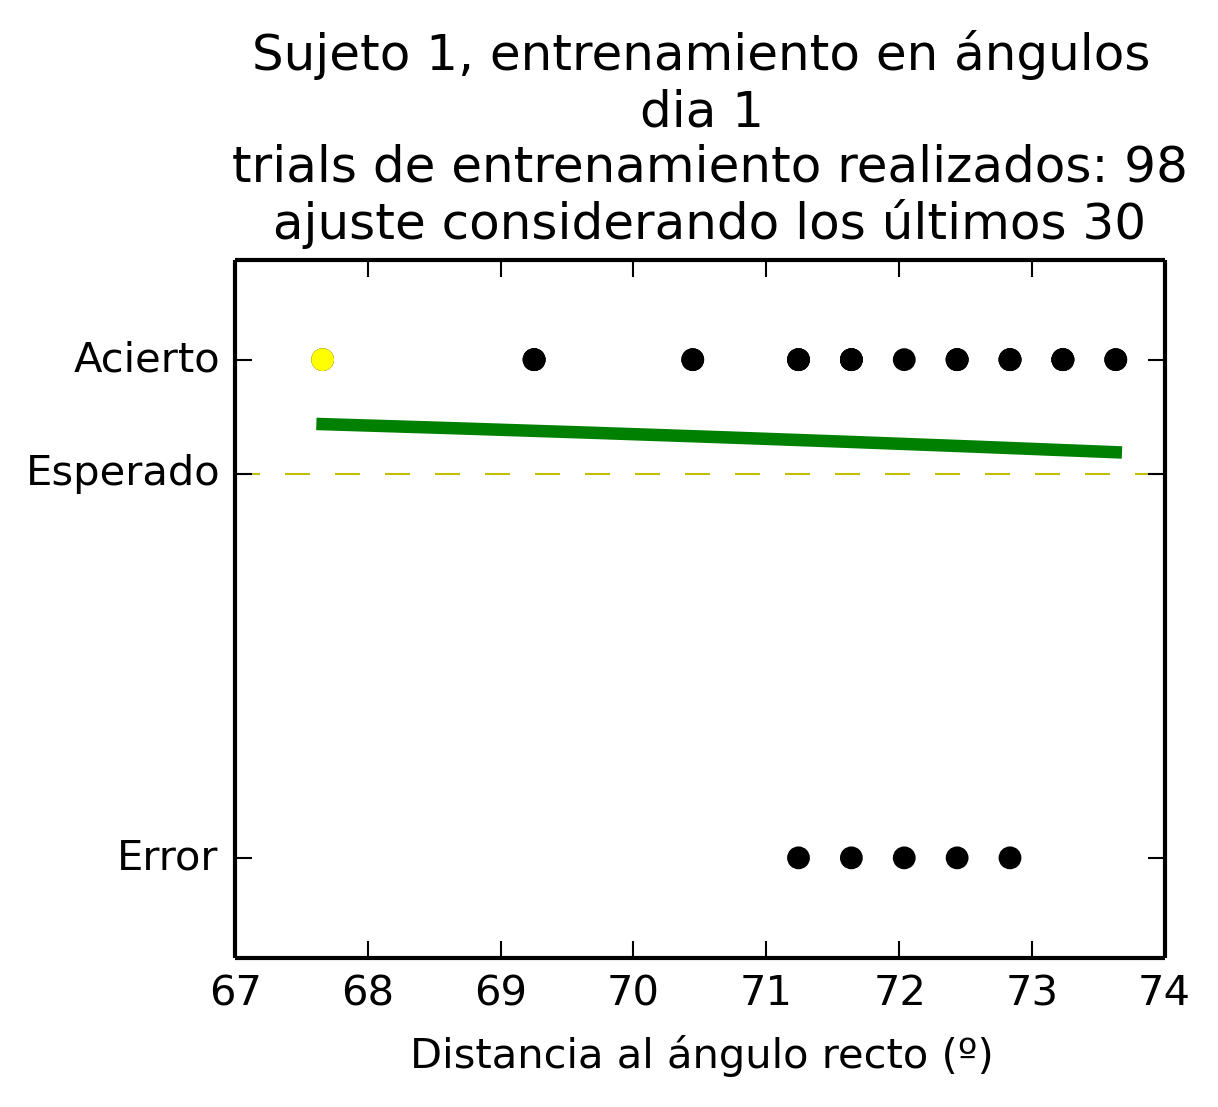 Sujeto 1, entrenamiento en ángulos
dia 1
trials de entrenamiento realizados: 98
ajuste considerando los últimos 30
Acierto
Esperado
Error
67 68 69 70 71 72 73 74
Distancia al ángulo recto (º)